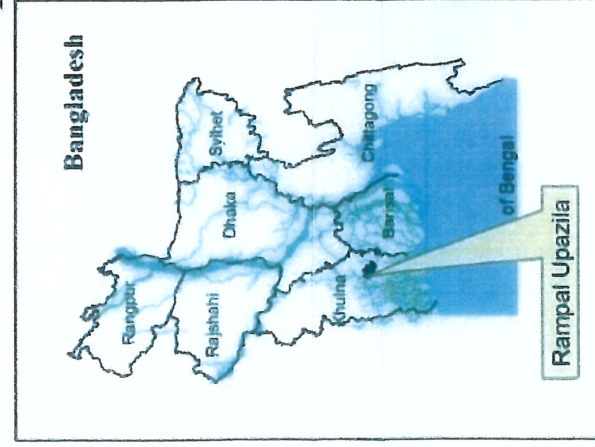 Bangladesh
Rangpur
Rajshahi
Dhaka
Sylhet
Khulna
Barisal
Chittagong
of Bengal
Rampal Upazila